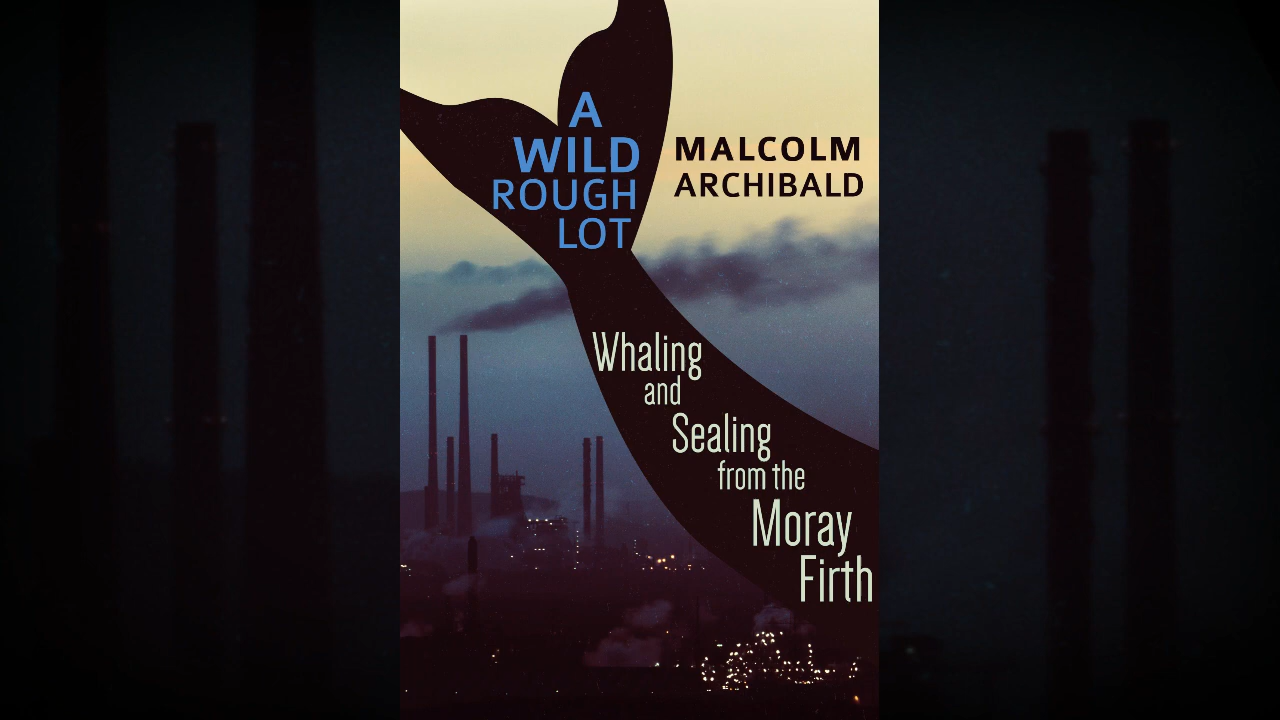 A
WILD
ROUGH
LOT
MALCOLM
ARCHIBALD
Whaling
and
Sealing
from the
Moray
Firth